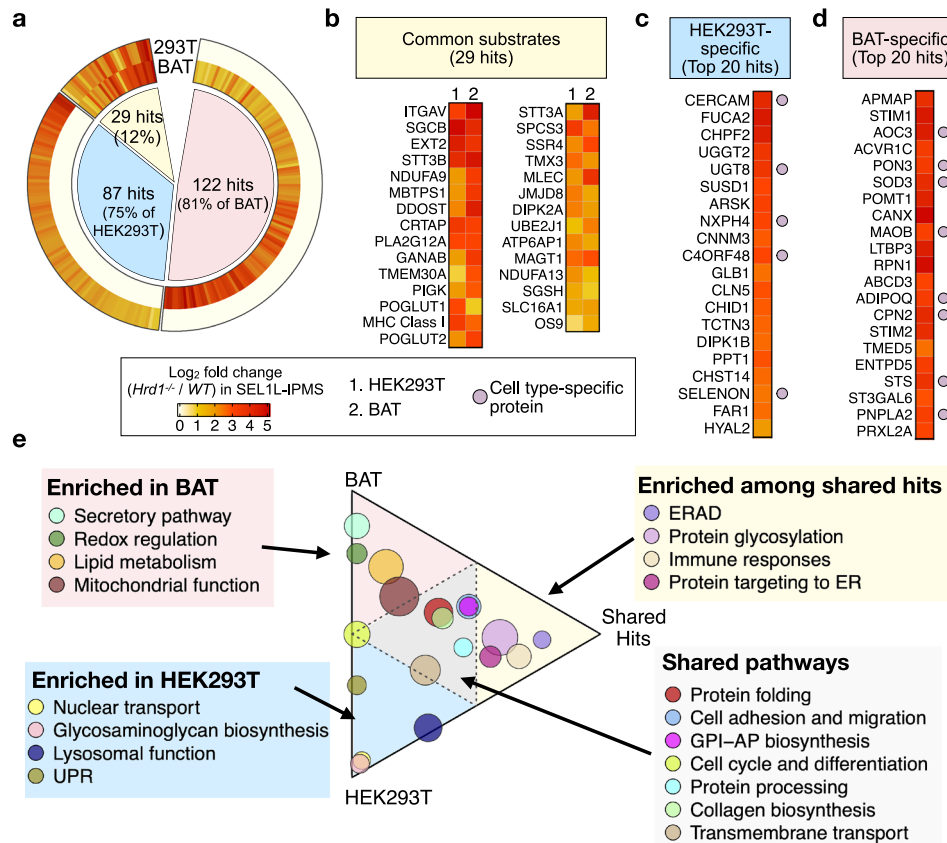 a
293T
BAT
29 hits
(12%)
87 hits
(75% of
HEK293T)
122 hits
(81% of BAT)
b
Common substrates
(29 hits)
1 2
ITGAV
SGCB
EXT2
STT3B
NDUFA9
MBTPS1
DDOST
CRTAP
PLA2G12A
GANAB
TMEM30A
PIGK
POGLUT1
MHC Class I
POGLUT2
1 2
STT3A
SPCS3
SSR4
TMX3
MLEC
JMJD8
DIPK2A
UBE2J1
ATP6AP1
MAGT1
NDUFA13
SGSH
SLC16A1
OS9
c
HEK293T-
specific
(Top 20 hits)
CERCAM
FUCA2
CHPF2
UGGT2
UGT8
SUSD1
ARSK
NXPH4
CNNM3
C4ORF48
GLB1
CLN5
CHID1
TCTN3
DIPK1B
PPT1
CHST14
SELENON
FAR1
HYAL2
d
BAT-specific
(Top 20 hits)
APMAP
STIM1
AOC3
ACVR1C
PON3
SOD3
POMT1
CANX
MAOB
LTBP3
RPN1
ABCD3
ADIPOQ
CPN2
STIM2
TMED5
ENTPD5
STS
ST3GAL6
PNPLA2
PRXL2A
Log2 fold change
(Hrd1-/- / WT) in SEL1L-IPMS
0 1 2 3 4 5
1. HEK293T
2. BAT
Cell type-specific
protein
e
Enriched in BAT
Secretory pathway
Redox regulation
Lipid metabolism
Mitochondrial function
Enriched in HEK293T
Nuclear transport
Glycosaminoglycan biosynthesis
Lysosomal function
UPR
BAT
Shared
Hits
HEK293T
Enriched among shared hits
ERAD
Protein glycosylation
Immune responses
Protein targeting to ER
Shared pathways
Protein folding
Cell adhesion and migration
GPI–AP biosynthesis
Cell cycle and differentiation
Protein processing
Collagen biosynthesis
Transmembrane transport